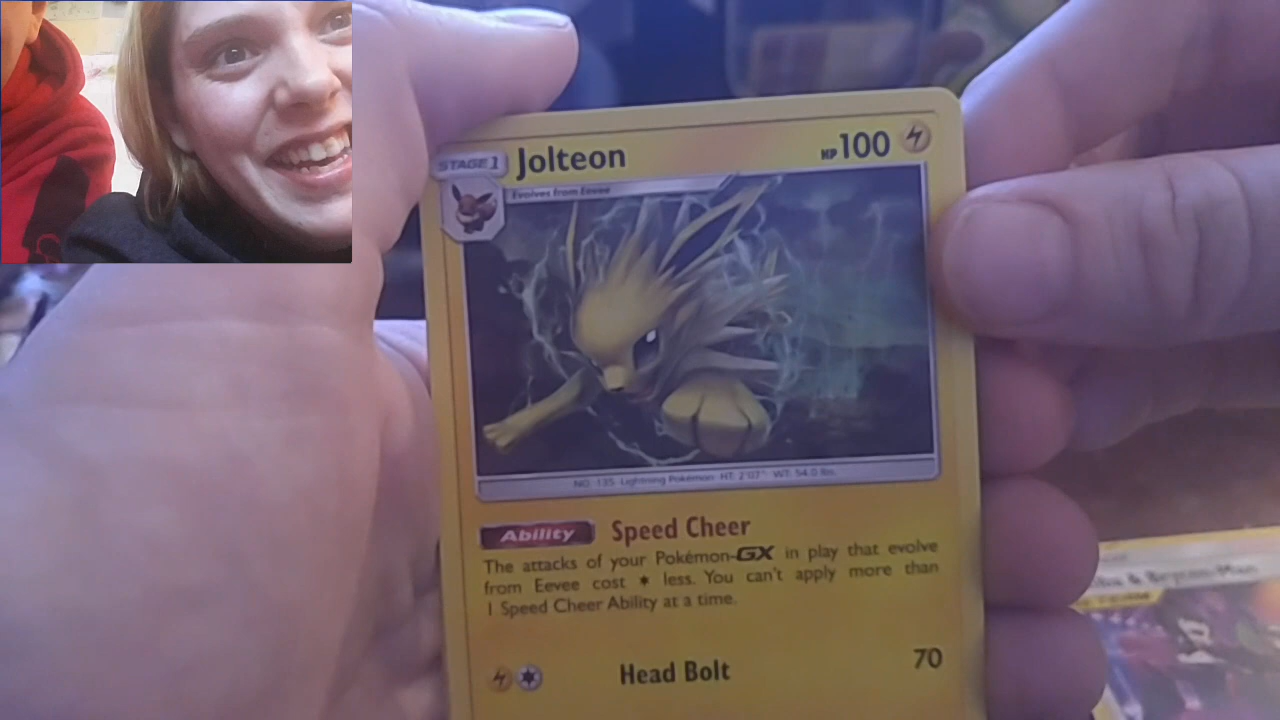 STAGE 1 Jolteon HP 100
Evolves from Eevee
NO. 135 Lightning Pokémon HT: 2'07" WT: 54.0 lbs.
Ability Speed Cheer
The attacks of your Pokémon-GX in play that evolve
from Eevee cost less. You can't apply more than
1 Speed Cheer Ability at a time.
Head Bolt 70